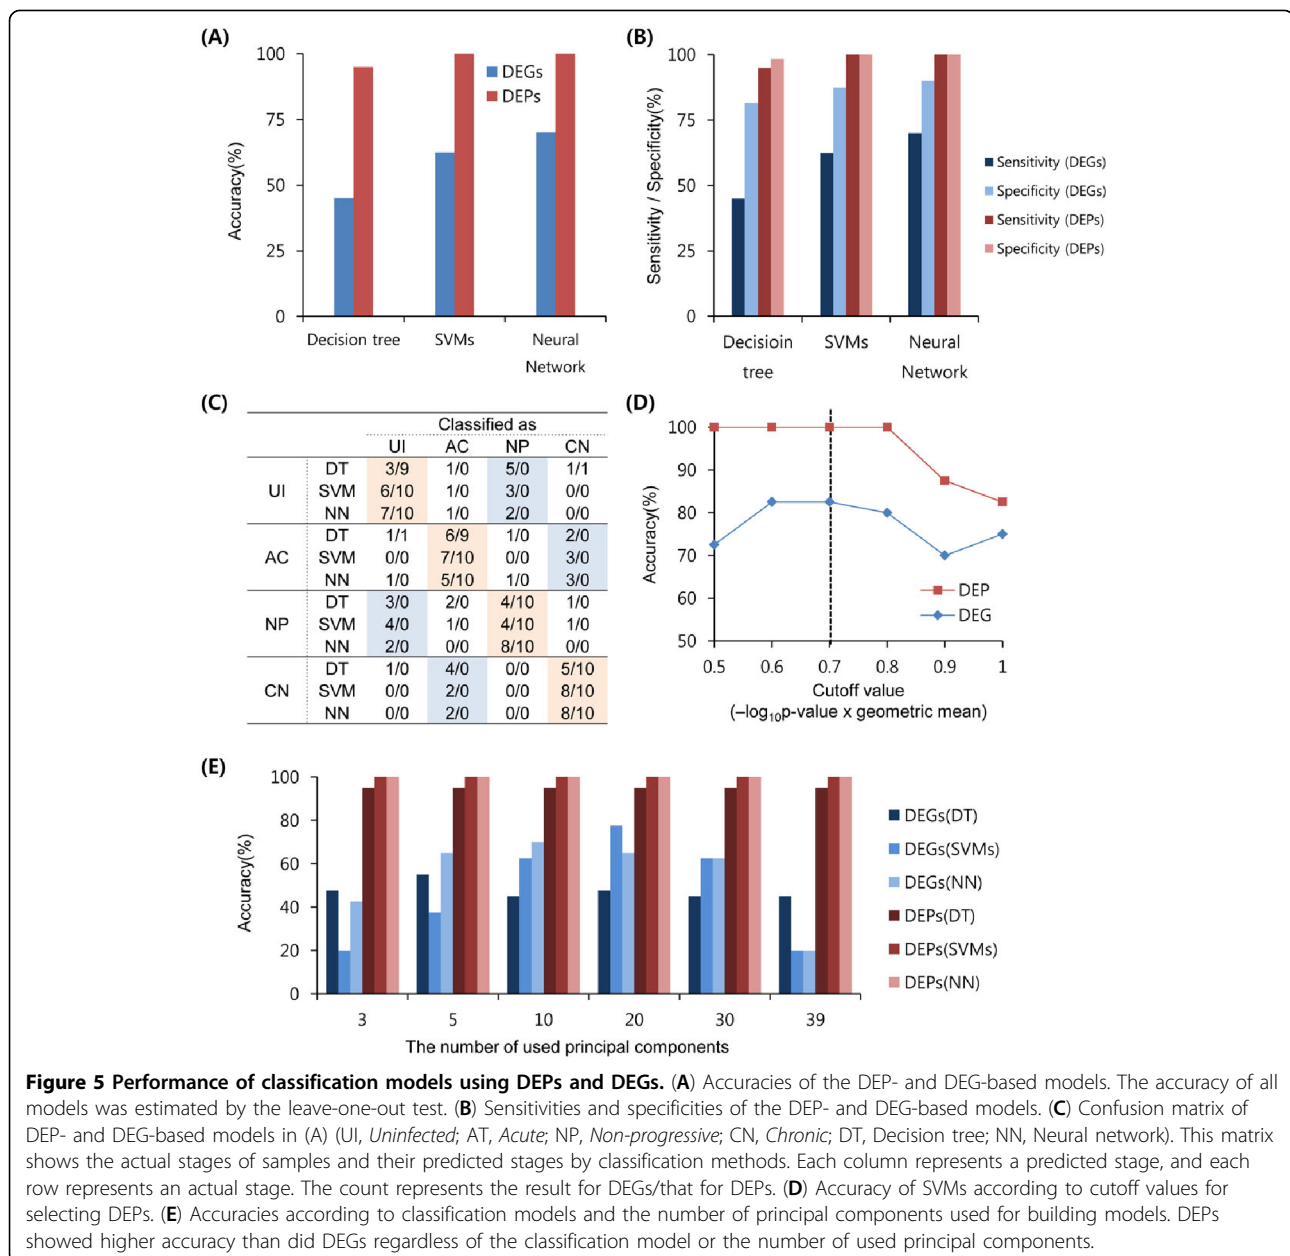 (A)
100
75
50
25
0
Accuracy(%)
DEGs
DEPs
Decision tree
SVMs
Neural
Network
(B)
100
75
50
25
0
Sensitivity / Specificity(%)
Sensitivity (DEGs)
Specificity (DEGs)
Sensitivity (DEPs)
Specificity (DEPs)
Decisioin
tree
SVMs
Neural
Network
(C)
Classified as
UI AC NP CN
DT 3/9 1/0 5/0 1/1
UI SVM 6/10 1/0 3/0 0/0
NN 7/10 1/0 2/0 0/0
DT 1/1 6/9 1/0 2/0
AC SVM 0/0 7/10 0/0 3/0
NN 1/0 5/10 1/0 3/0
DT 3/0 2/0 4/10 1/0
NP SVM 4/0 1/0 4/10 1/0
NN 2/0 0/0 8/10 0/0
DT 1/0 4/0 0/0 5/10
CN SVM 0/0 2/0 0/0 8/10
NN 0/0 2/0 0/0 8/10
(D)
100
90
80
70
60
50
Accuracy(%)
DEP
DEG
0.5 0.6 0.7 0.8 0.9 1
Cutoff value
(–log10p-value x geometric mean)
(E)
100
80
60
40
20
0
Accuracy(%)
3 5 10 20 30 39
The number of used principal components
DEGs(DT)
DEGs(SVMs)
DEGs(NN)
DEPs(DT)
DEPs(SVMs)
DEPs(NN)
Figure 5 Performance of classification models using DEPs and DEGs. (A) Accuracies of the DEP- and DEG-based models. The accuracy of all
models was estimated by the leave-one-out test. (B) Sensitivities and specificities of the DEP- and DEG-based models. (C) Confusion matrix of
DEP- and DEG-based models in (A) (UI, Uninfected; AT, Acute; NP, Non-progressive; CN, Chronic; DT, Decision tree; NN, Neural network). This matrix
shows the actual stages of samples and their predicted stages by classification methods. Each column represents a predicted stage, and each
row represents an actual stage. The count represents the result for DEGs/that for DEPs. (D) Accuracy of SVMs according to cutoff values for
selecting DEPs. (E) Accuracies according to classification models and the number of principal components used for building models. DEPs
showed higher accuracy than did DEGs regardless of the classification model or the number of used principal components.